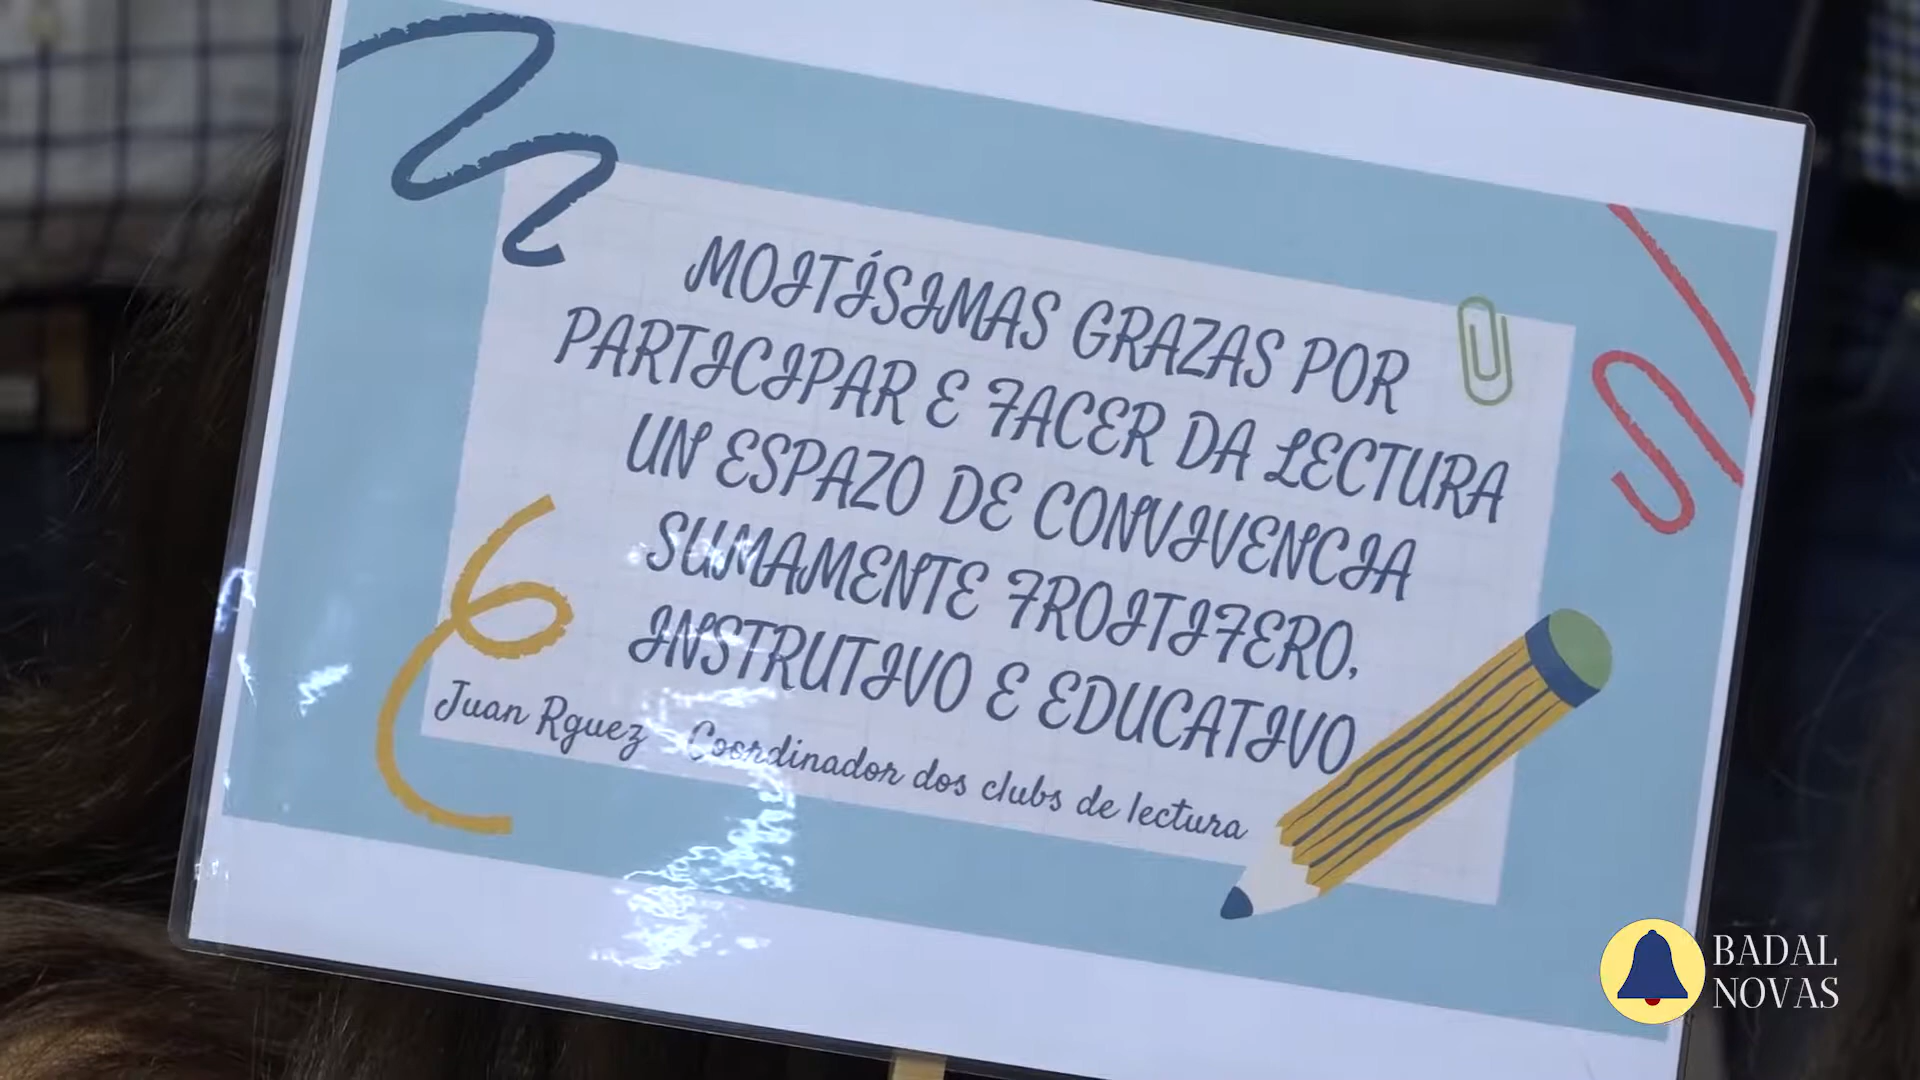 MOITÍSIMAS GRAZAS POR
PARTICIPAR E FACER DA LECTURA
UN ESPAZO DE CONVIVENCIA
SUMAMENTE FROITIFERO,
INSTRUTIVO E EDUCATIVO
Juan Rguez - Coordinador dos clubs de lectura
BADAL
NOVAS